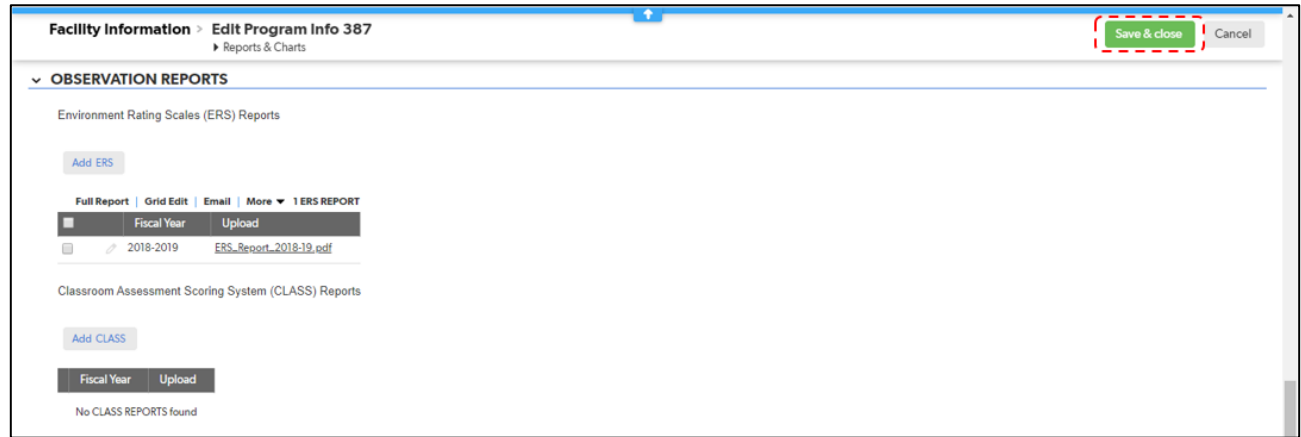 Facility Information > Edit Program Info 387
Reports & Charts
Save & close
Cancel
OBSERVATION REPORTS
Environment Rating Scales (ERS) Reports
Add ERS
Full Report | Grid Edit | Email | More ▼ 1 ERS REPORT
Fiscal Year Upload
2018-2019 ERS_Report_2018-19.pdf
Classroom Assessment Scoring System (CLASS) Reports
Add CLASS
Fiscal Year Upload
No CLASS REPORTS found